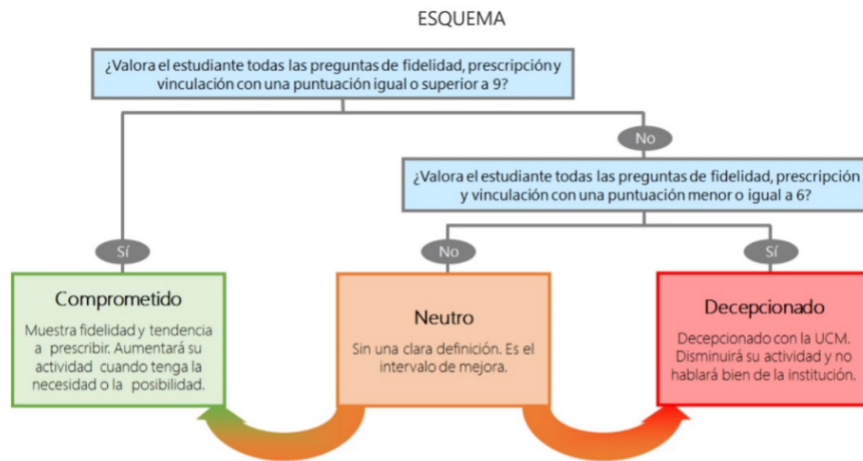 ESQUEMA
¿Valora el estudiante todas las preguntas de fidelidad, prescripción y
vinculación con una puntuación igual o superior a 9?
No
¿Valora el estudiante todas las preguntas de fidelidad, prescripción
y vinculación con una puntuación menor o igual a 6?
Sí
No
Sí
Comprometido
Muestra fidelidad y tendencia
a prescribir. Aumentará su
actividad cuando tenga la
necesidad o la posibilidad.
Neutro
Sin una clara definición. Es el
intervalo de mejora.
Decepcionado
Decepcionado con la UCM.
Disminuirá su actividad y no
hablará bien de la institución.